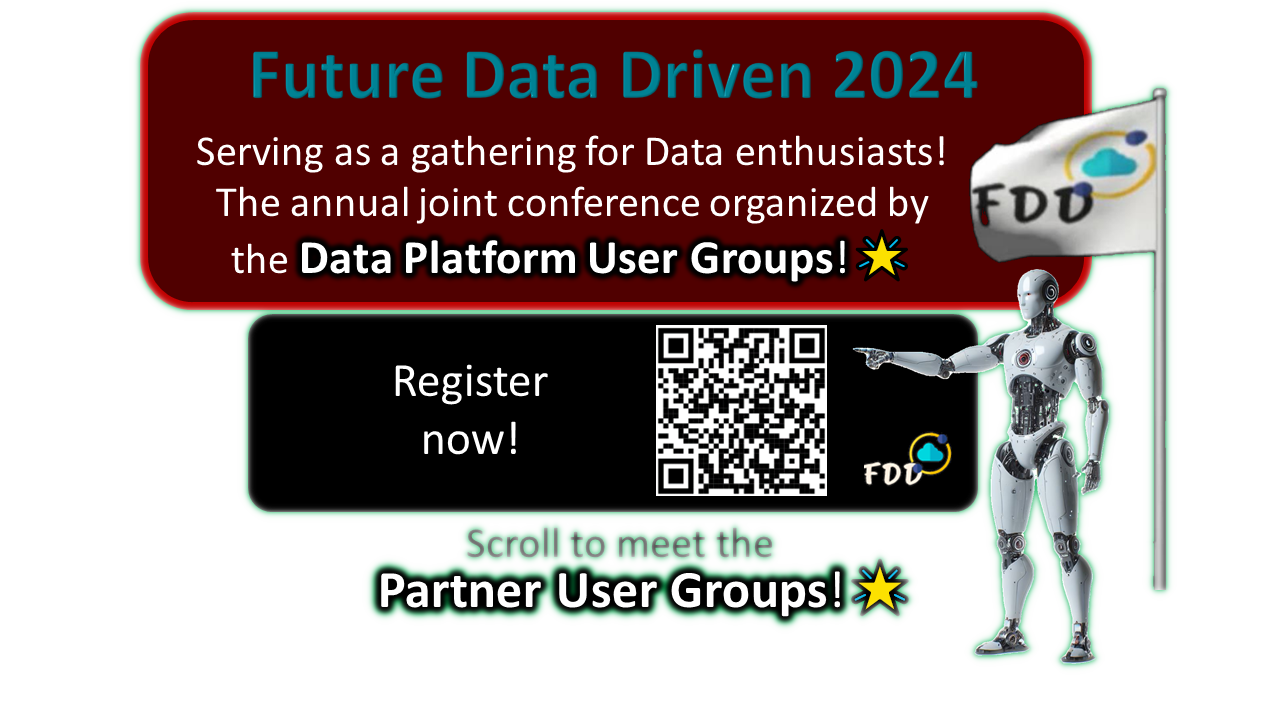 Future Data Driven 2024
Serving as a gathering for Data enthusiasts!
The annual joint conference organized by
the Data Platform User Groups!
FDD
Register
now!
FDD
Scroll to meet the
Partner User Groups!